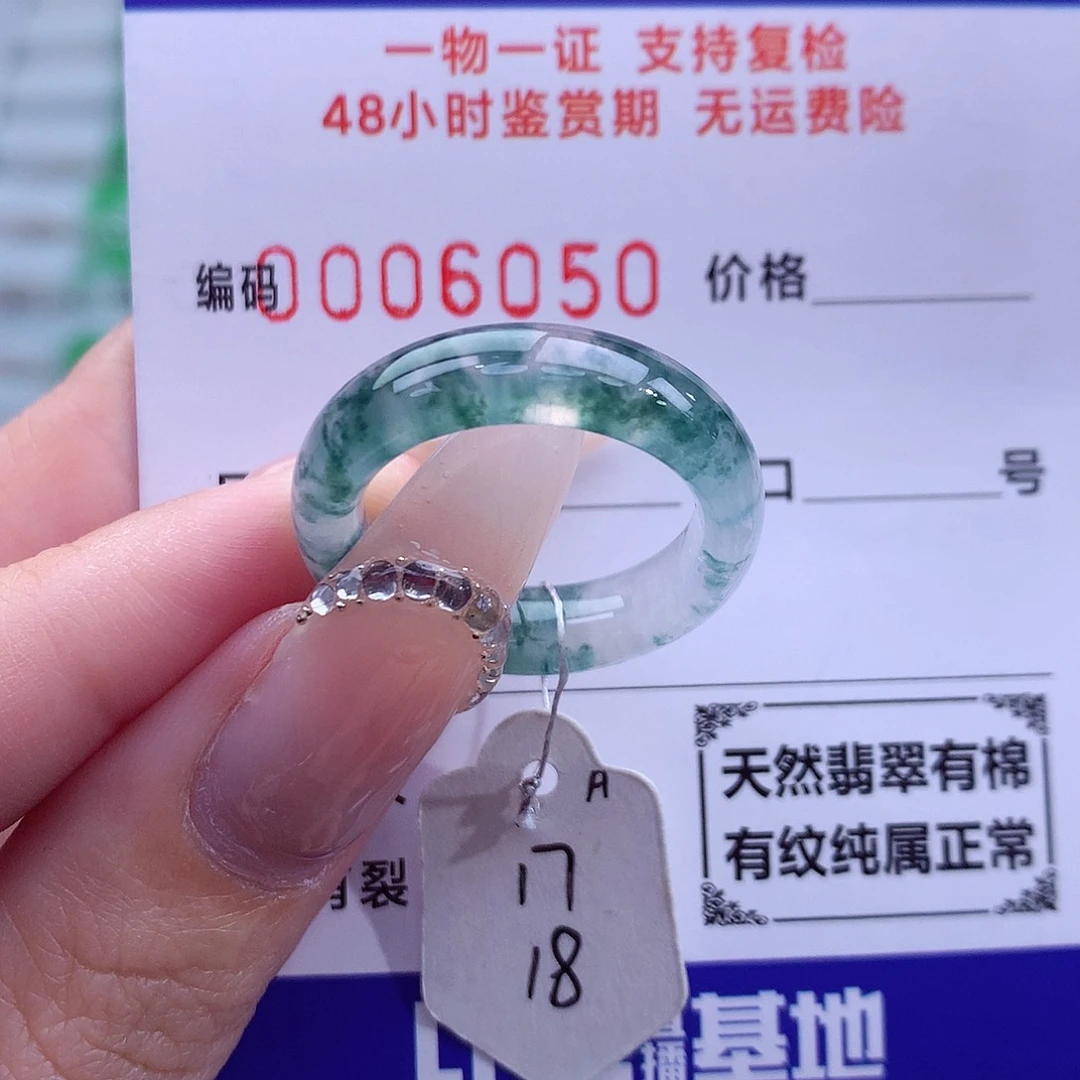 一物一证 支持复检
48小时鉴赏期 无运费险
编码 0006050 价格
口 号
天然翡翠有棉
有纹纯属正常
裂
A
17
18
播 基地